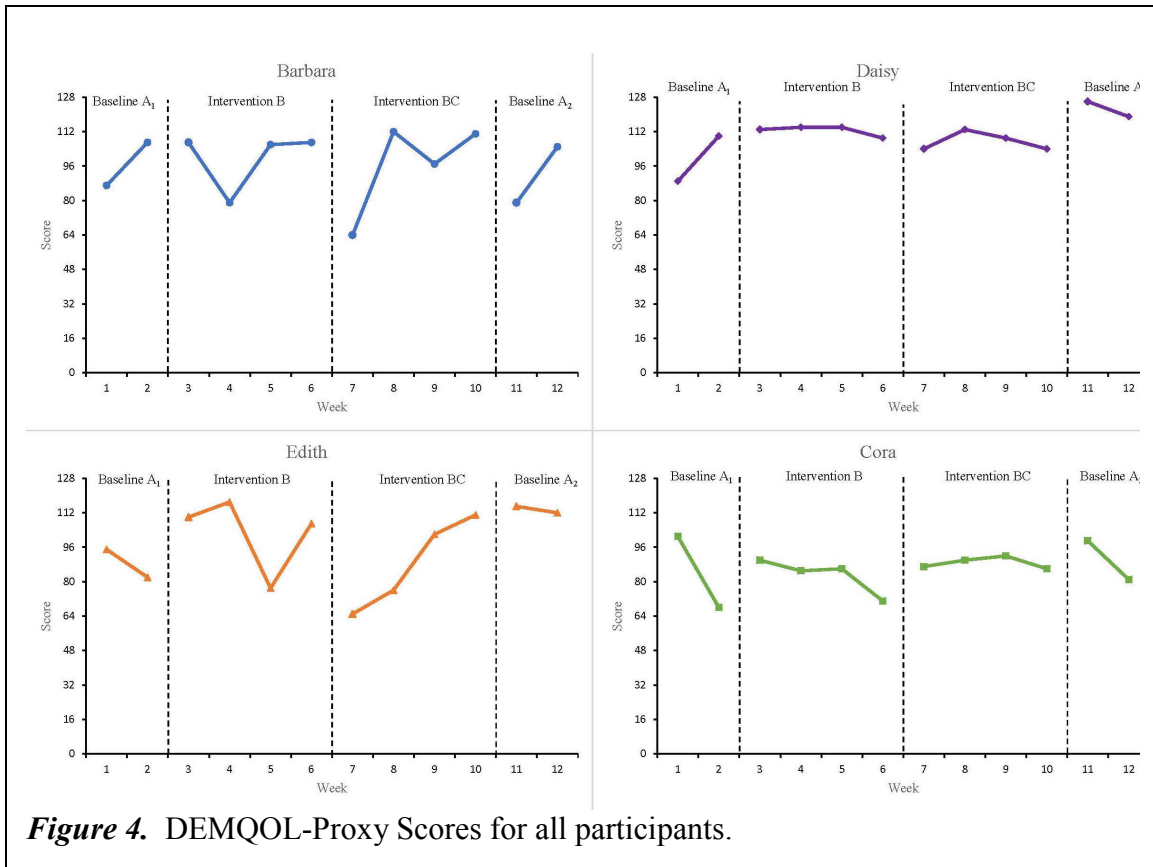 Barbara
Baseline A₁ Intervention B Intervention BC Baseline A₂
128
112
96
80
64
48
32
16
0
Score
1 2 3 4 5 6 7 8 9 10 11 12
Week
Daisy
Baseline A₁ Intervention B Intervention BC Baseline A
128
112
96
80
64
48
32
16
0
Score
1 2 3 4 5 6 7 8 9 10 11 12
Week
Edith
Baseline A₁ Intervention B Intervention BC Baseline A₂
128
112
96
80
64
48
32
16
0
Score
1 2 3 4 5 6 7 8 9 10 11 12
Week
Cora
Baseline A₁ Intervention B Intervention BC Baseline A
128
112
96
80
64
48
32
16
0
Score
1 2 3 4 5 6 7 8 9 10 11 12
Week
Figure 4. DEMQOL-Proxy Scores for all participants.